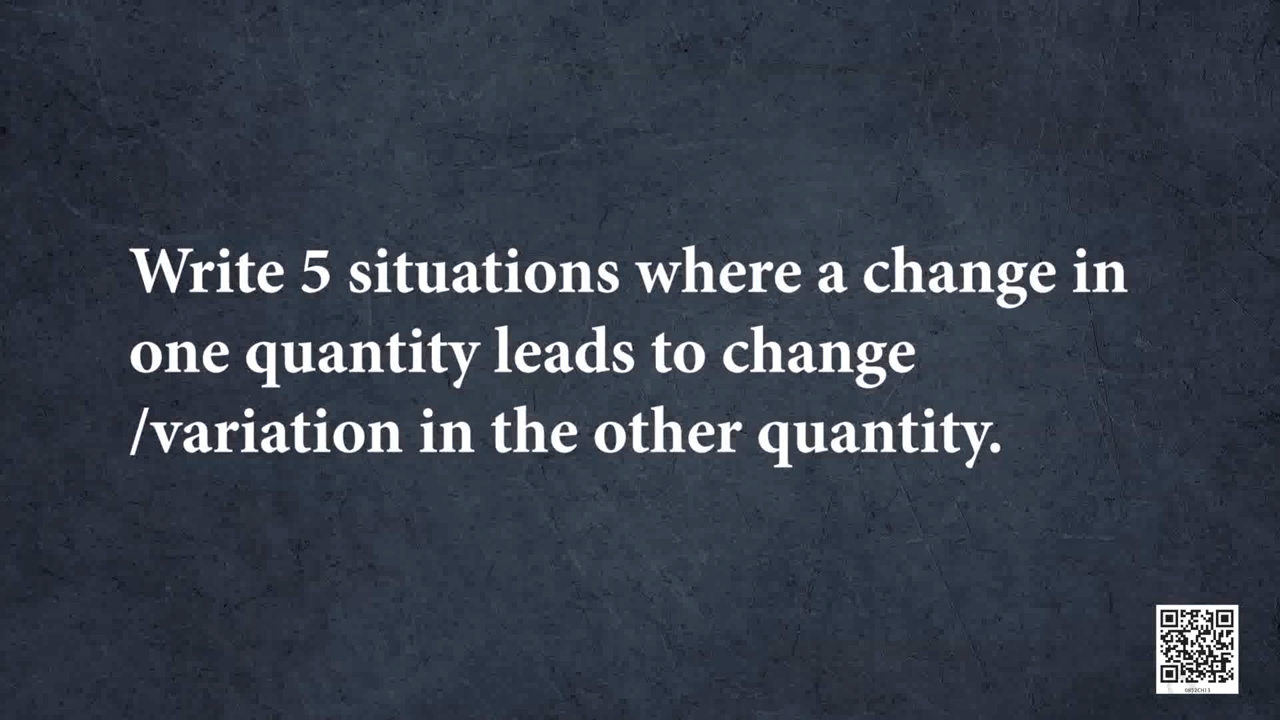 Write 5 situations where a change in
one quantity leads to change
/variation in the other quantity.